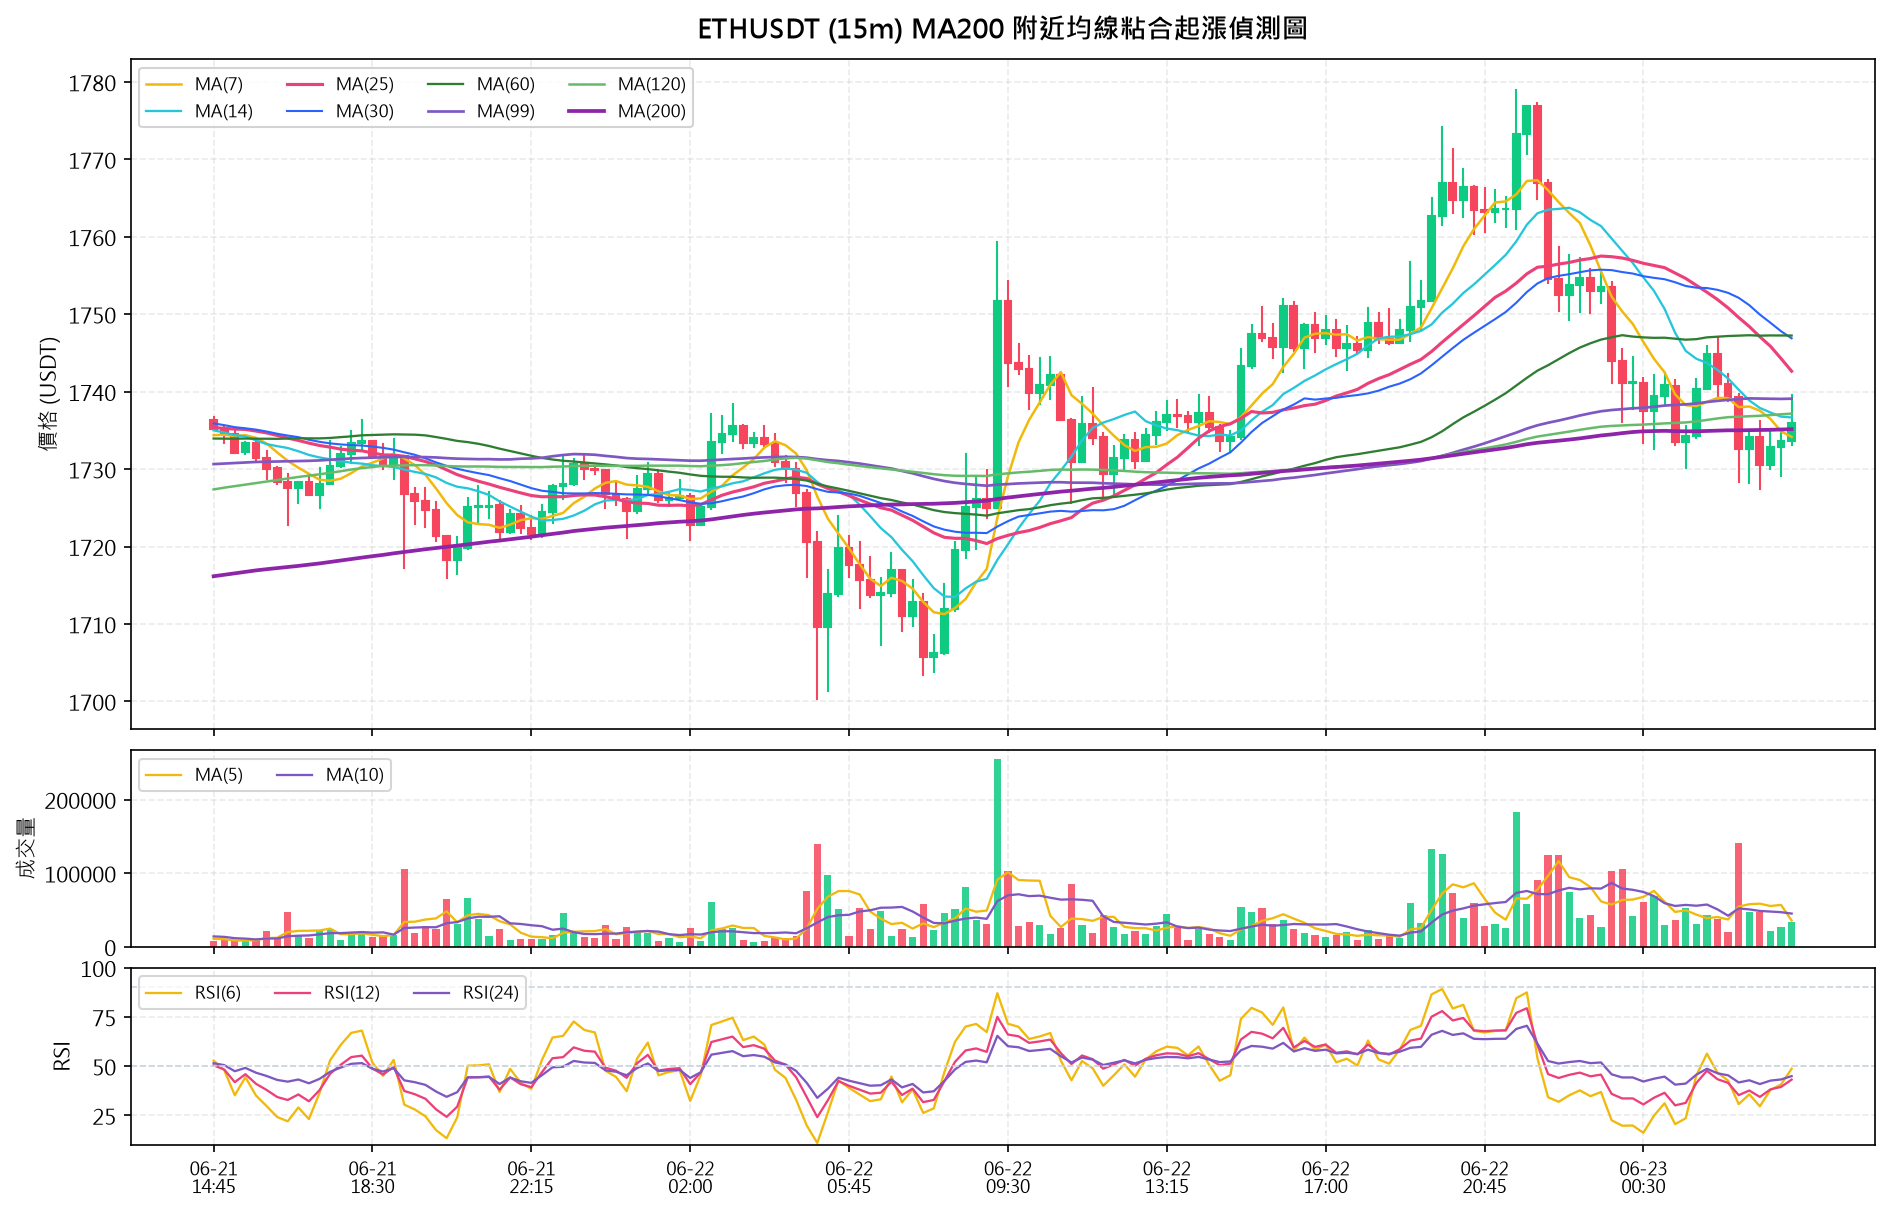 ETHUSDT (15m) MA200 附近均線粘合起漲偵測圖
MA(7) MA(25) MA(60) MA(120)
MA(14) MA(30) MA(99) MA(200)
1780
1770
1760
1750
1740
1730
1720
1710
1700
價格 (USDT)
MA(5) MA(10)
200000
100000
0
成交量
RSI(6) RSI(12) RSI(24)
100
75
50
25
RSI
06-21 06-21 06-21 06-22 06-22 06-22 06-22 06-22 06-22 06-23
14:45 18:30 22:15 02:00 05:45 09:30 13:15 17:00 20:45 00:30